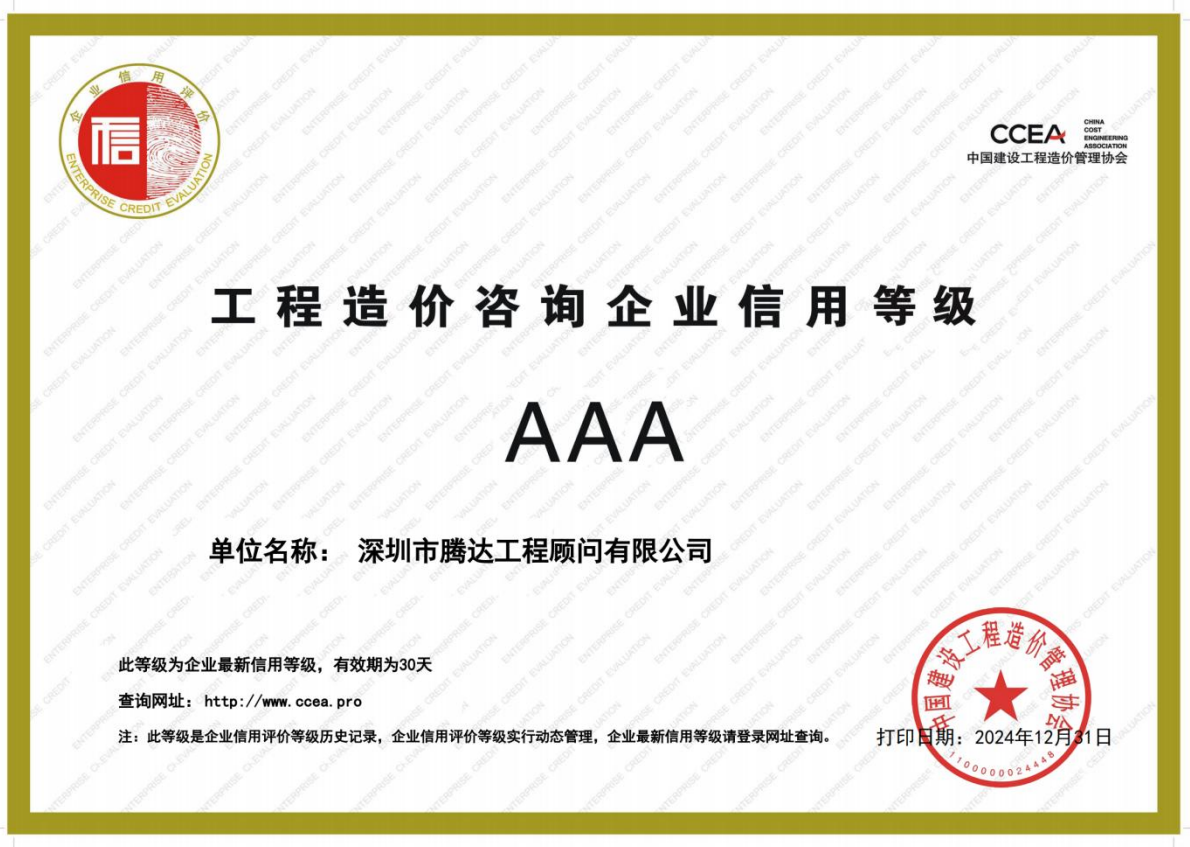 企业信用评价
信
ENTERPRISE CREDIT EVALUATION
CCEA
CHINA
COST
ENGINEERING
ASSOCIATION
中国建设工程造价管理协会
工程造价咨询企业信用等级
AAA
单位名称： 深圳市腾达工程顾问有限公司
此等级为企业最新信用等级，有效期为30天
查询网址：http://www.ccea.pro
注：此等级是企业信用评价等级历史记录，企业信用评价等级实行动态管理，企业最新信用等级请登录网址查询。
打印日期：2024年12月31日
中国建设工程造价管理协会
1100000024448